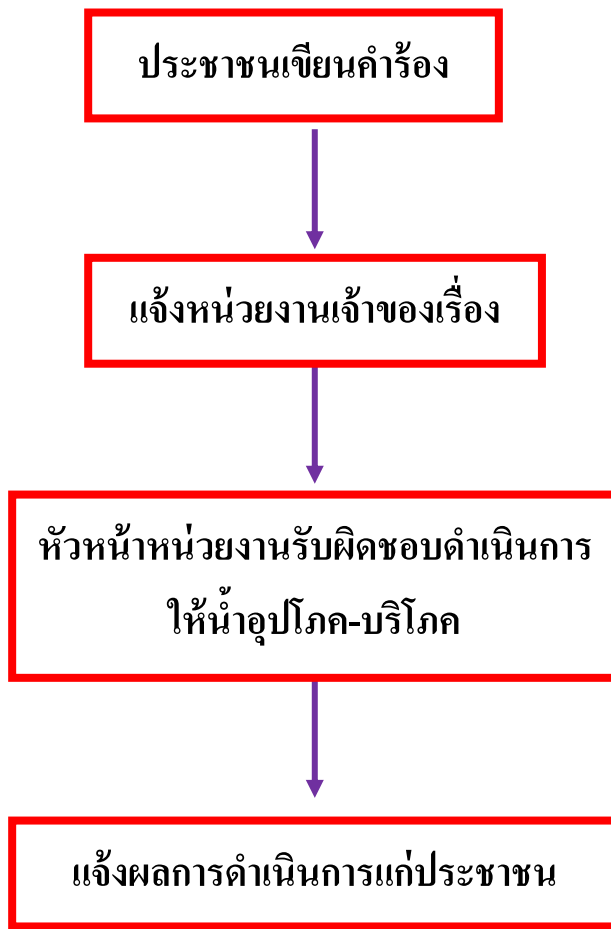 ประชาชนเขียนคำร้อง
แจ้งหน่วยงานเจ้าของเรื่อง
หัวหน้าหน่วยงานรับผิดชอบดำเนินการ
ให้น้ำอุปโภค-บริโภค
แจ้งผลการดำเนินการแก่ประชาชน